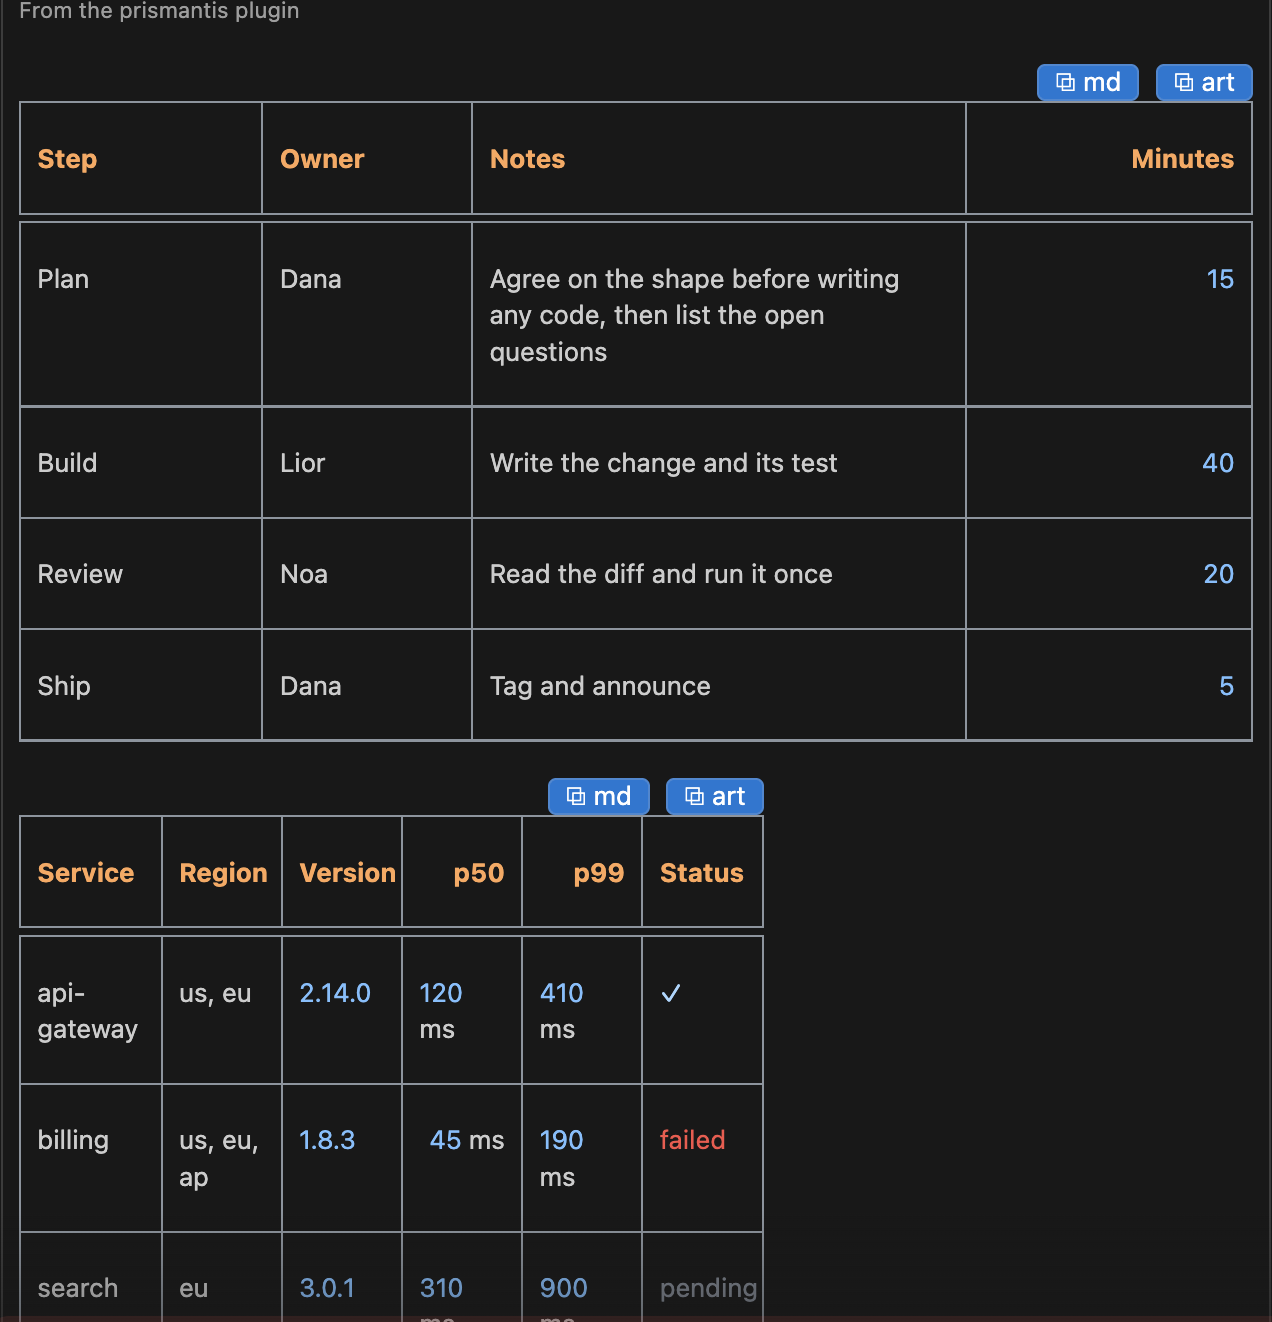 From the prismantis plugin
md art
Step Owner Notes Minutes
Plan Dana Agree on the shape before writing 15
any code, then list the open
questions
Build Lior Write the change and its test 40
Review Noa Read the diff and run it once 20
Ship Dana Tag and announce 5
md art
Service Region Version p50 p99 Status
api- us, eu 2.14.0 120 410 ✓
gateway ms ms
billing us, eu, 1.8.3 45 ms 190 failed
ap ms
search eu 3.0.1 310 900 pending